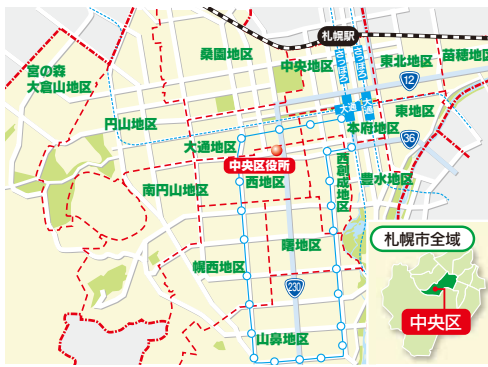 札幌駅
さっぽろ
さっぽろ
桑園地区
中央地区
東北地区
苗穂地区
宮の森
大倉山地区
12
大通
大通
東地区
円山地区
本府地区
大通地区
36
中央区役所
西創成地区
豊水地区
南円山地区
西地区
曙地区
幌西地区
230
山鼻地区
札幌市全域
中央区